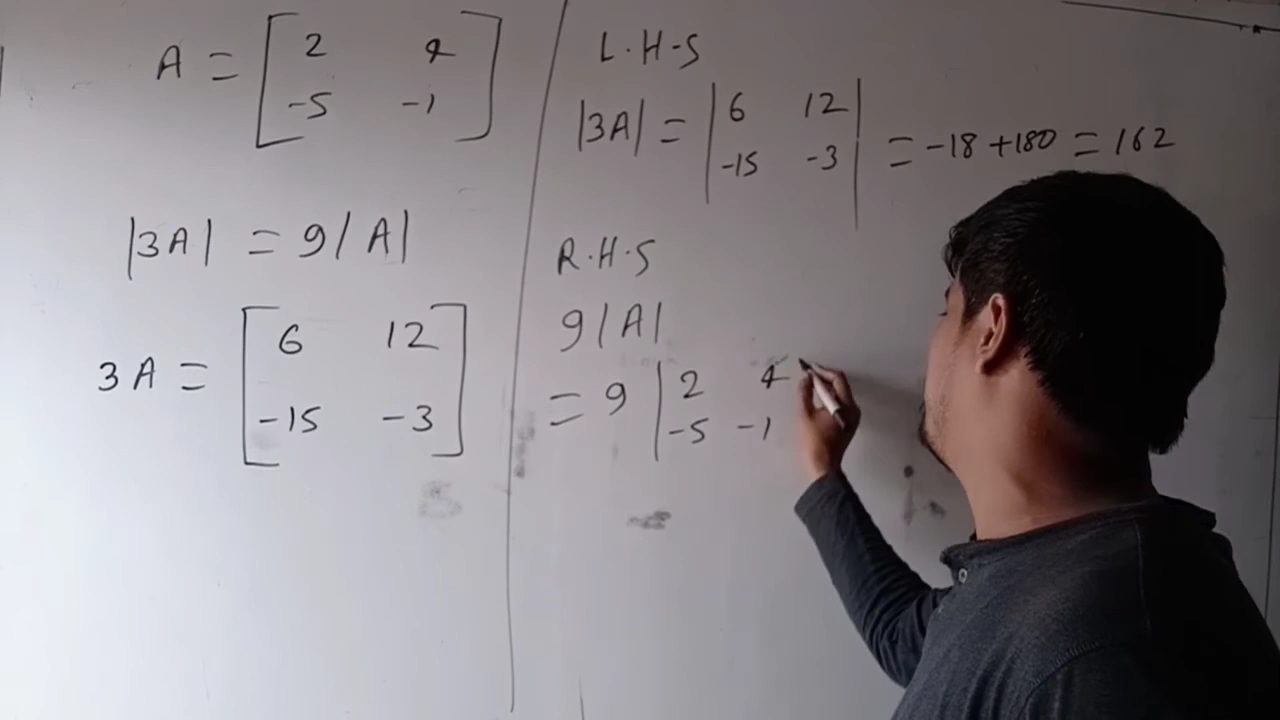 A = [ 2 4
-5 -1 ]
|3A| = 9|A|
3A = [ 6 12
-15 -3 ]
L.H-S
|3A| = | 6 12
-15 -3 | = -18 +180 = 162
R.H-S
9|A|
= 9 | 2 4
-5 -1